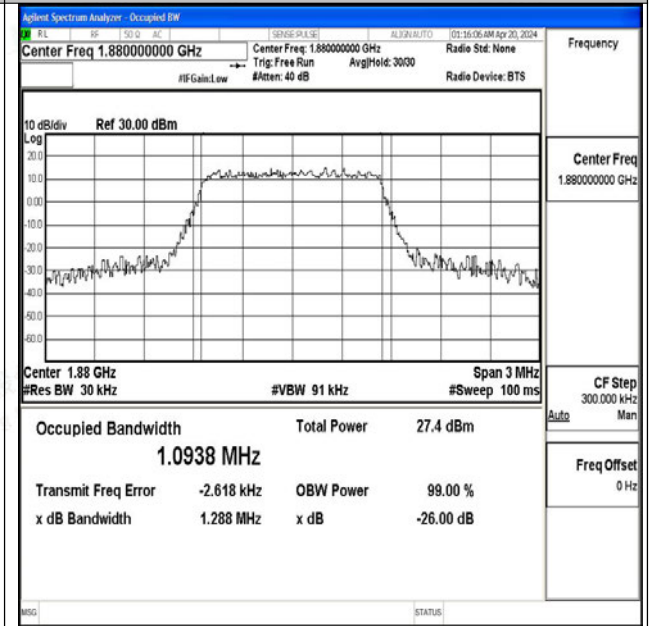 Agilent Spectrum Analyzer - Occupied BW
RL RF 50 Ω AC SENSE:PULSE ALIGN AUTO 01:16:06 AM Apr 20, 2024
Center Freq 1.880000000 GHz
Center Freq: 1.880000000 GHz Radio Std: None
Trig: Free Run Avg|Hold: 30/30
#IFGain:Low #Atten: 40 dB Radio Device: BTS
Frequency
10 dB/div Ref 30.00 dBm
Log
20.0
10.0
0.00
-10.0
-20.0
-30.0
-40.0
-50.0
-60.0
Center 1.88 GHz Span 3 MHz
#Res BW 30 kHz #VBW 91 kHz #Sweep 100 ms
Occupied Bandwidth Total Power 27.4 dBm
1.0938 MHz
Transmit Freq Error -2.618 kHz OBW Power 99.00 %
x dB Bandwidth 1.288 MHz x dB -26.00 dB
Center Freq
1.880000000 GHz
CF Step
300.000 kHz
Auto Man
Freq Offset
0 Hz
MSG STATUS